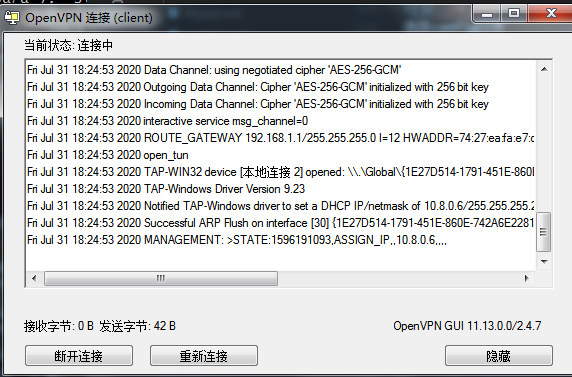 OpenVPN 连接 (client)
当前状态: 连接中
Fri Jul 31 18:24:53 2020 Data Channel: using negotiated cipher 'AES-256-GCM'
Fri Jul 31 18:24:53 2020 Outgoing Data Channel: Cipher 'AES-256-GCM' initialized with 256 bit key
Fri Jul 31 18:24:53 2020 Incoming Data Channel: Cipher 'AES-256-GCM' initialized with 256 bit key
Fri Jul 31 18:24:53 2020 interactive service msg_channel=0
Fri Jul 31 18:24:53 2020 ROUTE_GATEWAY 192.168.1.1/255.255.255.0 I=12 HWADDR=74:27:ea:fa:e7:c
Fri Jul 31 18:24:53 2020 open_tun
Fri Jul 31 18:24:53 2020 TAP-WIN32 device [本地连接 2] opened: \\.\Global\{1E27D514-1791-451E-860E
Fri Jul 31 18:24:53 2020 TAP-Windows Driver Version 9.23
Fri Jul 31 18:24:53 2020 Notified TAP-Windows driver to set a DHCP IP/netmask of 10.8.0.6/255.255.255.2
Fri Jul 31 18:24:53 2020 Successful ARP Flush on interface [30] {1E27D514-1791-451E-860E-742A6E2281
Fri Jul 31 18:24:53 2020 MANAGEMENT: >STATE:1596191093,ASSIGN_IP,,10.8.0.6,,,,
接收字节: 0 B 发送字节: 42 B
OpenVPN GUI 11.13.0.0/2.4.7
断开连接
重新连接
隐藏